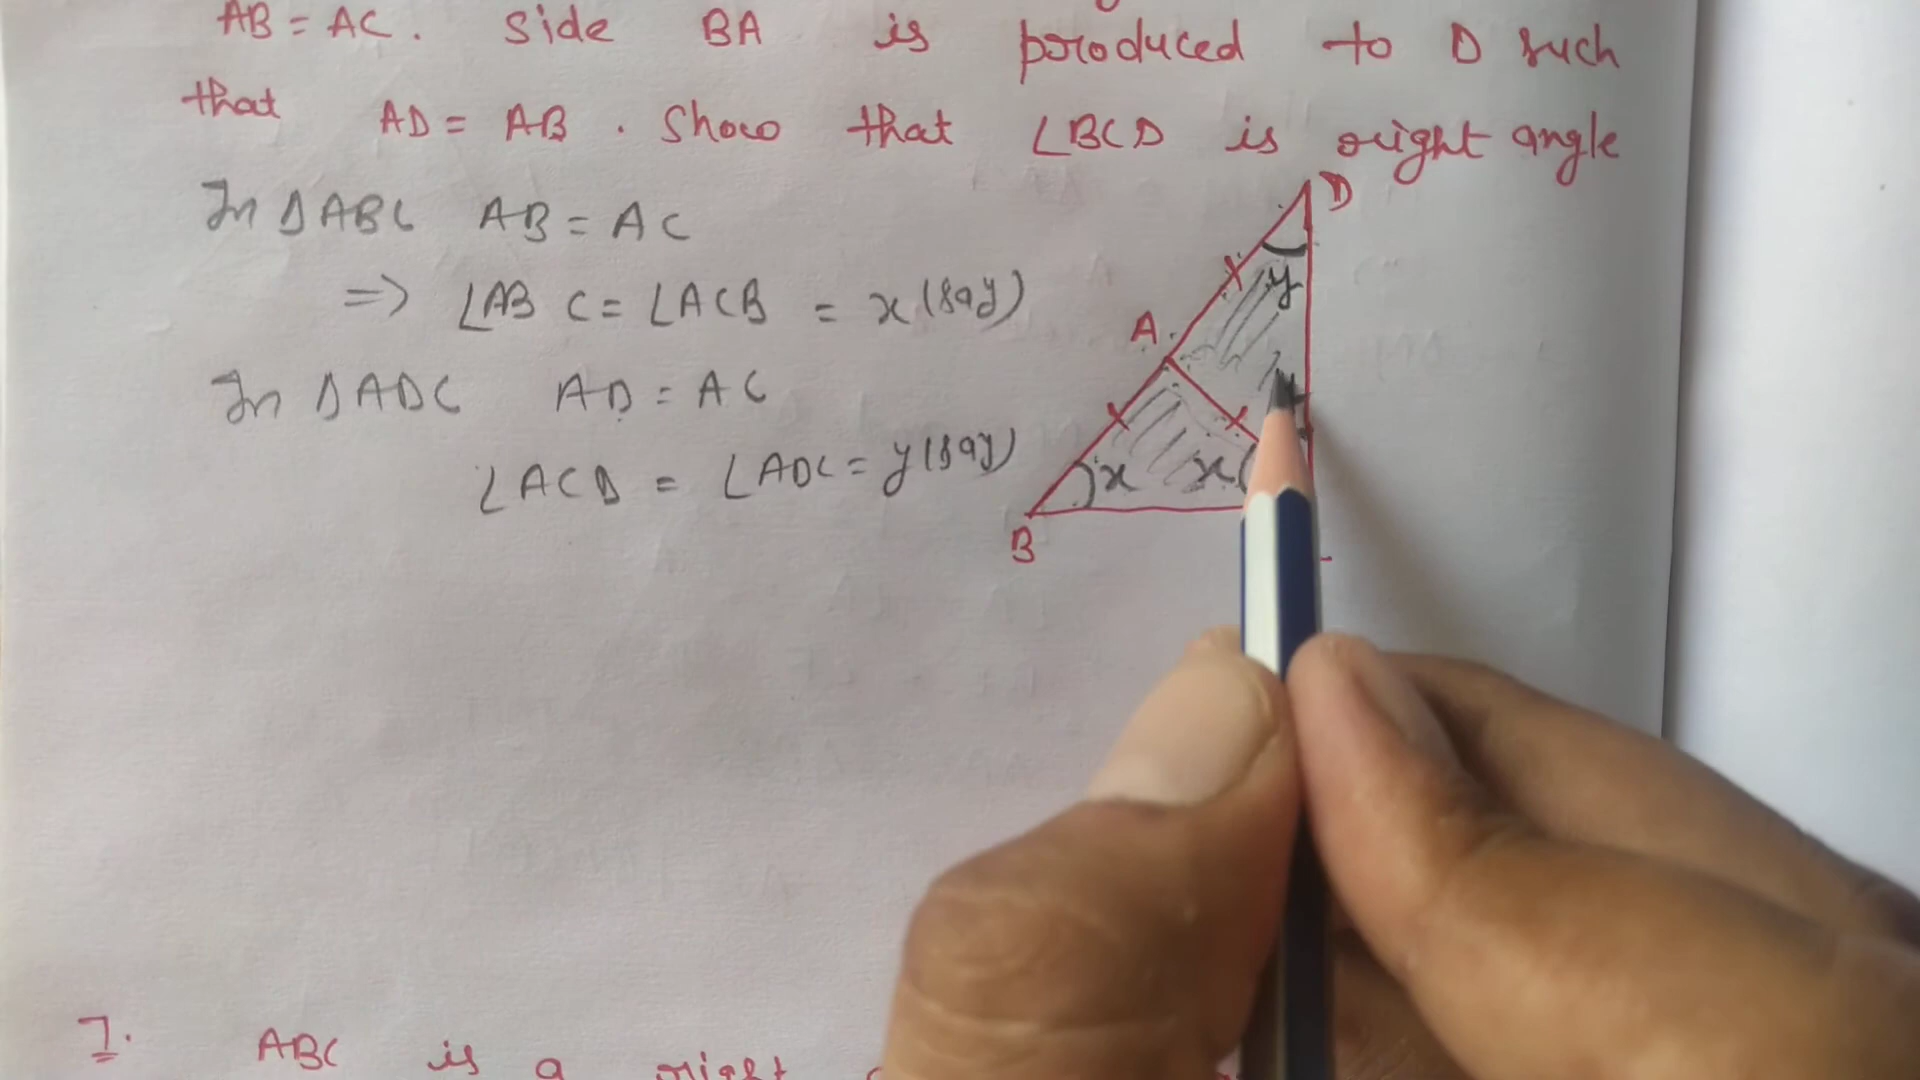 AB = AC. Side BA is produced to D such
that AD = AB. Show that ∠BCD is right angle
In ΔABC AB = AC
=> ∠ABC = ∠ACB = x (say)
In ΔADC AD = AC
∠ACD = ∠ADC = y (say)
D
y
A
x x
B
7. ABC is a right